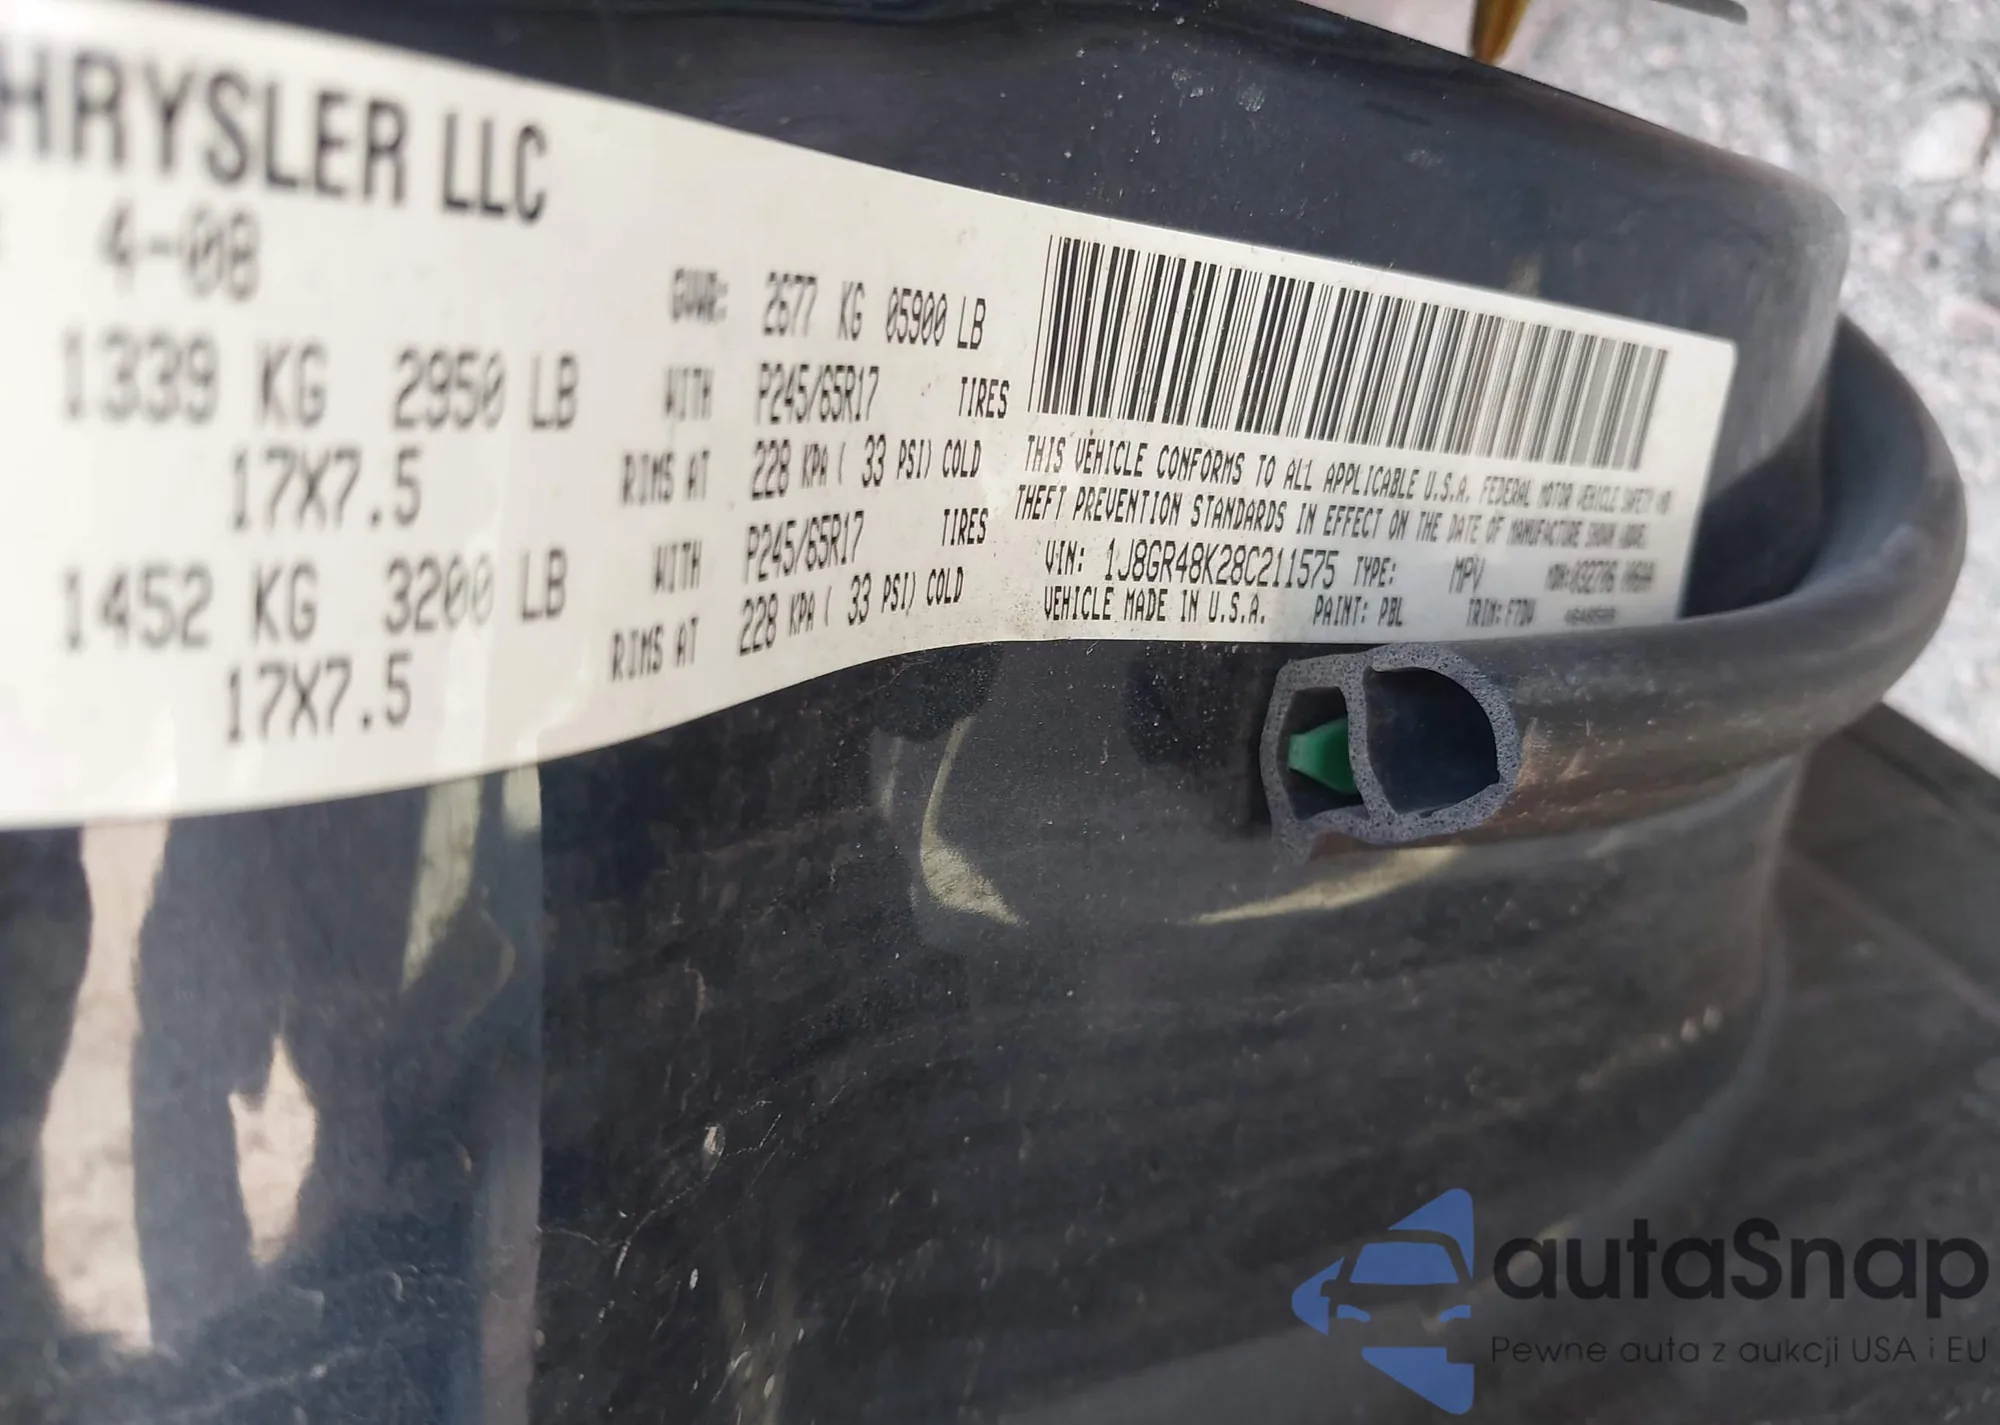 HRYSLER LLC
4-08
GVWR: 2677 KG 05900 LB
1339 KG 2950 LB WITH P245/65R17 TIRES
17X7.5 RIMS AT 228 KPA ( 33 PSI) COLD
1452 KG 3200 LB WITH P245/65R17 TIRES
17X7.5 RIMS AT 228 KPA ( 33 PSI) COLD
THIS VEHICLE CONFORMS TO ALL APPLICABLE U.S.A. FEDERAL MOTOR VEHICLE SAFETY AND
THEFT PREVENTION STANDARDS IN EFFECT ON THE DATE OF MANUFACTURE SHOWN ABOVE.
VIN: 1J8GR48K28C211575 TYPE: MPV
VEHICLE MADE IN U.S.A. PAINT: PBL TRIM:
autaSnap
Pewne auta z aukcji USA i EU